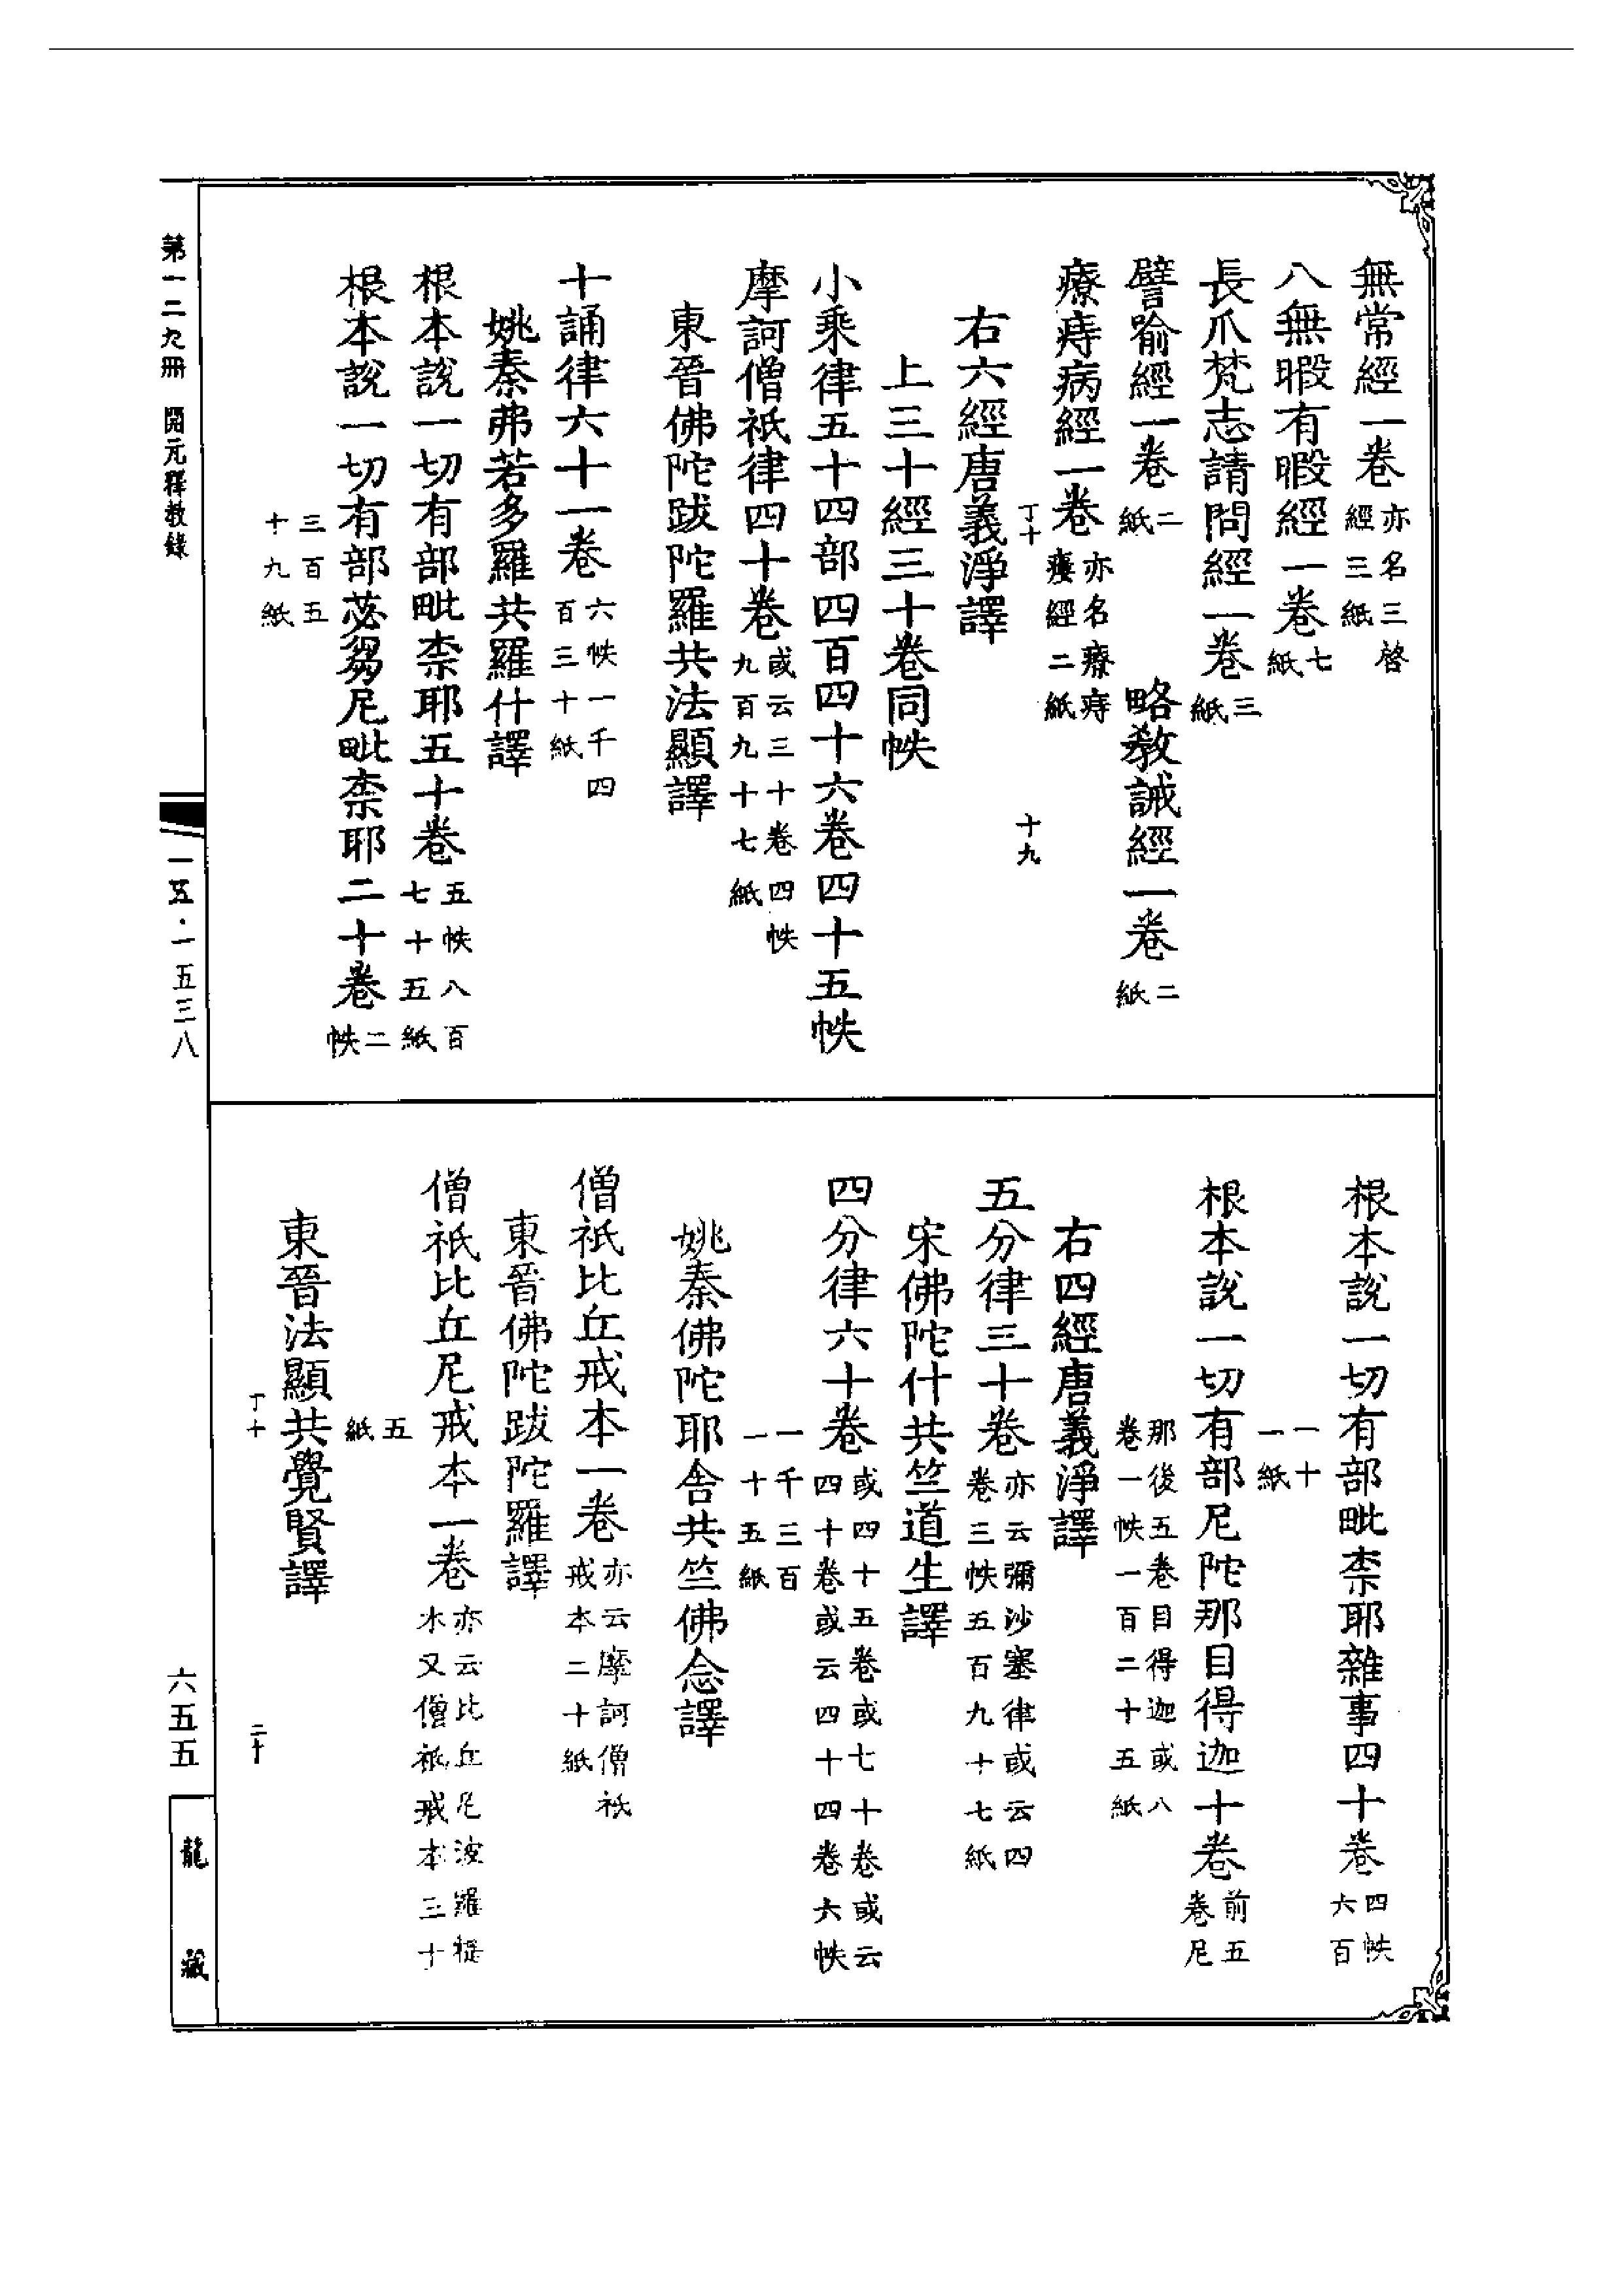 無常經一卷亦名三啓經三紙
八無暇有暇經一卷七紙
長爪梵志請問經一卷三紙
譬喻經一卷二紙 略教誡經一卷二紙
療痔病經一卷亦名療痔瘻經二紙
丁十 十九
右六經唐義淨譯
上三十經三十卷同帙
小乘律五十四部四百四十六卷四十五帙
摩訶僧祇律四十卷或云三十卷四帙九百九十七紙
東晉佛陀跋陀羅共法顯譯
十誦律六十一卷六帙一千四百三十紙
姚秦弗若多羅共羅什譯
根本說一切有部毗柰耶五十卷五帙八百七十五紙
根本說一切有部苾芻尼毗柰耶二十卷二帙
三百五十九紙
根本說一切有部毗柰耶雜事四十卷四帙六百
一十一紙
根本說一切有部尼陀那目得迦十卷前五卷尼
那後五卷目得迦或八卷一帙一百二十五紙
右四經唐義淨譯
五分律三十卷亦云彌沙塞律或云四卷三帙五百九十七紙
宋佛陀什共竺道生譯
四分律六十卷或四十五卷或七十卷或云四十卷或云四十四卷六帙
一千三百一十五紙
姚秦佛陀耶舍共竺佛念譯
僧祇比丘戒本一卷亦云摩訶僧祇戒本二十紙
東晉佛陀跋陀羅譯
僧祇比丘尼戒本一卷亦云比丘尼波羅提木又僧祇戒本三十
五紙
東晉法顯共覺賢譯
丁十 二十
第一二九冊 開元釋教錄
一五·一五三八
六五五
龍藏